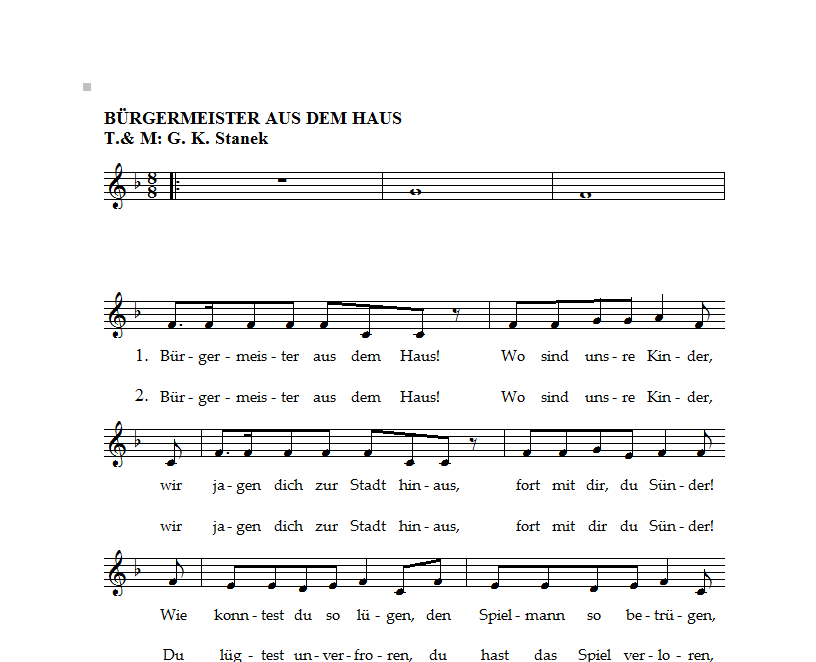 BÜRGERMEISTER AUS DEM HAUS
T.& M: G. K. Stanek
8
8
1. Bür - ger - meis - ter aus dem Haus! Wo sind uns - re Kin - der,
2. Bür - ger - meis - ter aus dem Haus! Wo sind uns - re Kin - der,
wir ja - gen dich zur Stadt hin - aus, fort mit dir, du Sün - der!
wir ja - gen dich zur Stadt hin - aus, fort mit dir du Sün - der!
Wie konn - test du so lü - gen, den Spiel - mann so be - trü - gen,
Du lüg - test un - ver - fro - ren, du hast das Spiel ver - lo - ren,